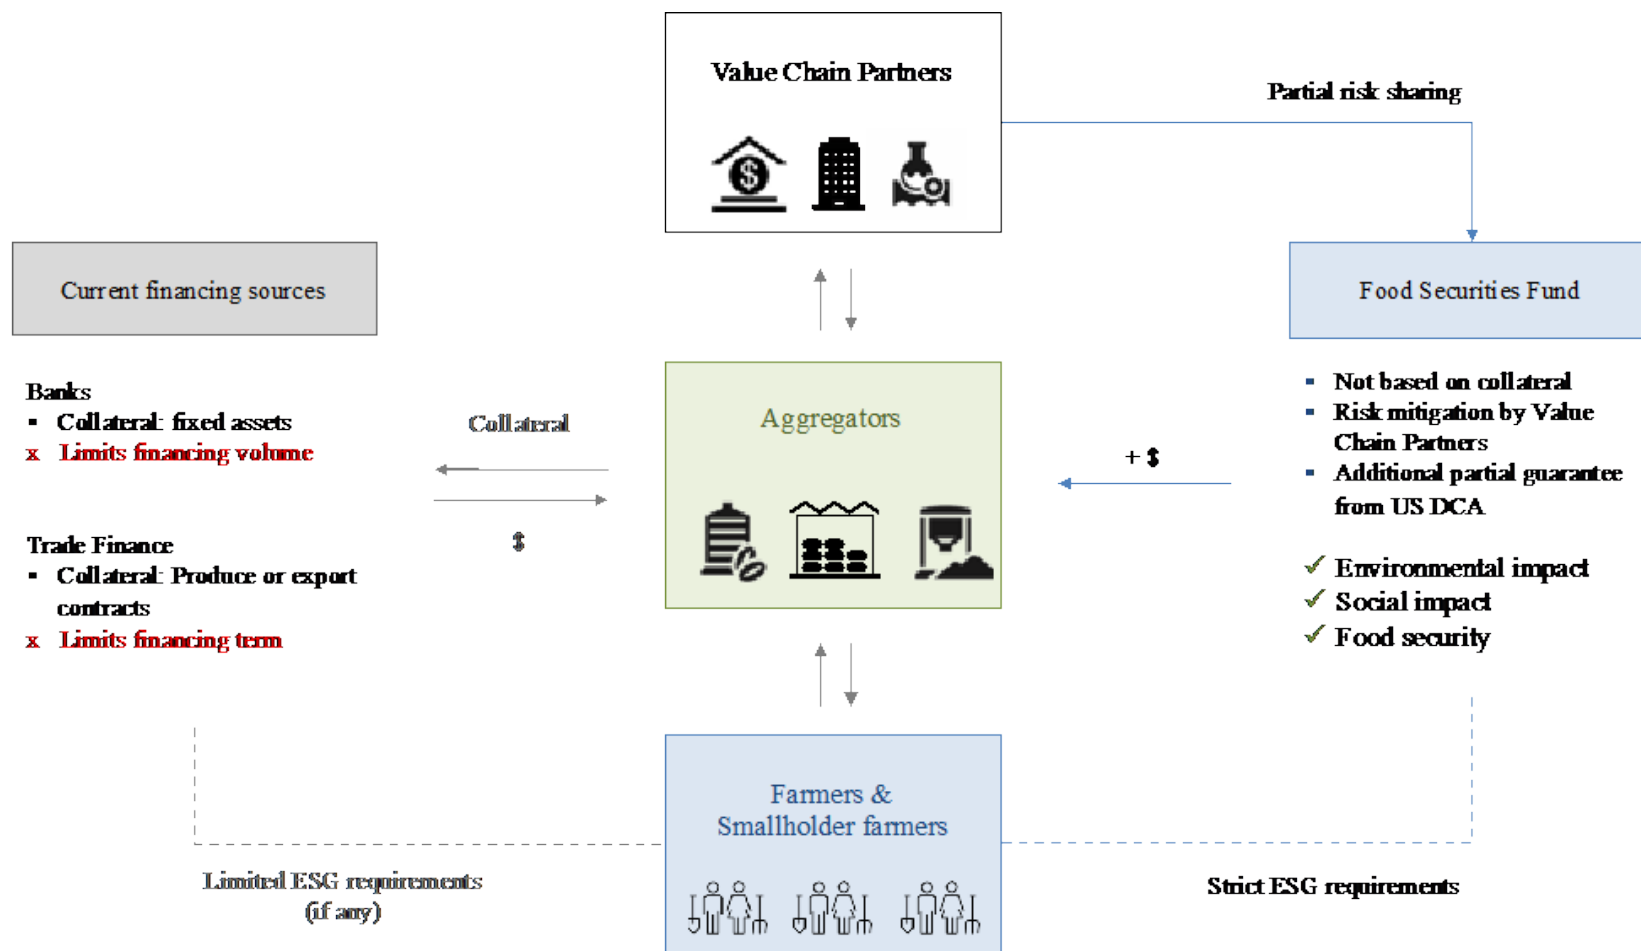 Value Chain Partners
$
Partial risk sharing
Current financing sources
Banks
▪ Collateral: fixed assets
x Limits financing volume
Trade Finance
▪ Collateral: Produce or export
contracts
x Limits financing term
Collateral
$
Aggregators
+ $
Food Securities Fund
▪ Not based on collateral
▪ Risk mitigation by Value
Chain Partners
▪ Additional partial guarantee
from US DCA
✓ Environmental impact
✓ Social impact
✓ Food security
Farmers &
Smallholder farmers
Limited ESG requirements
(if any)
Strict ESG requirements